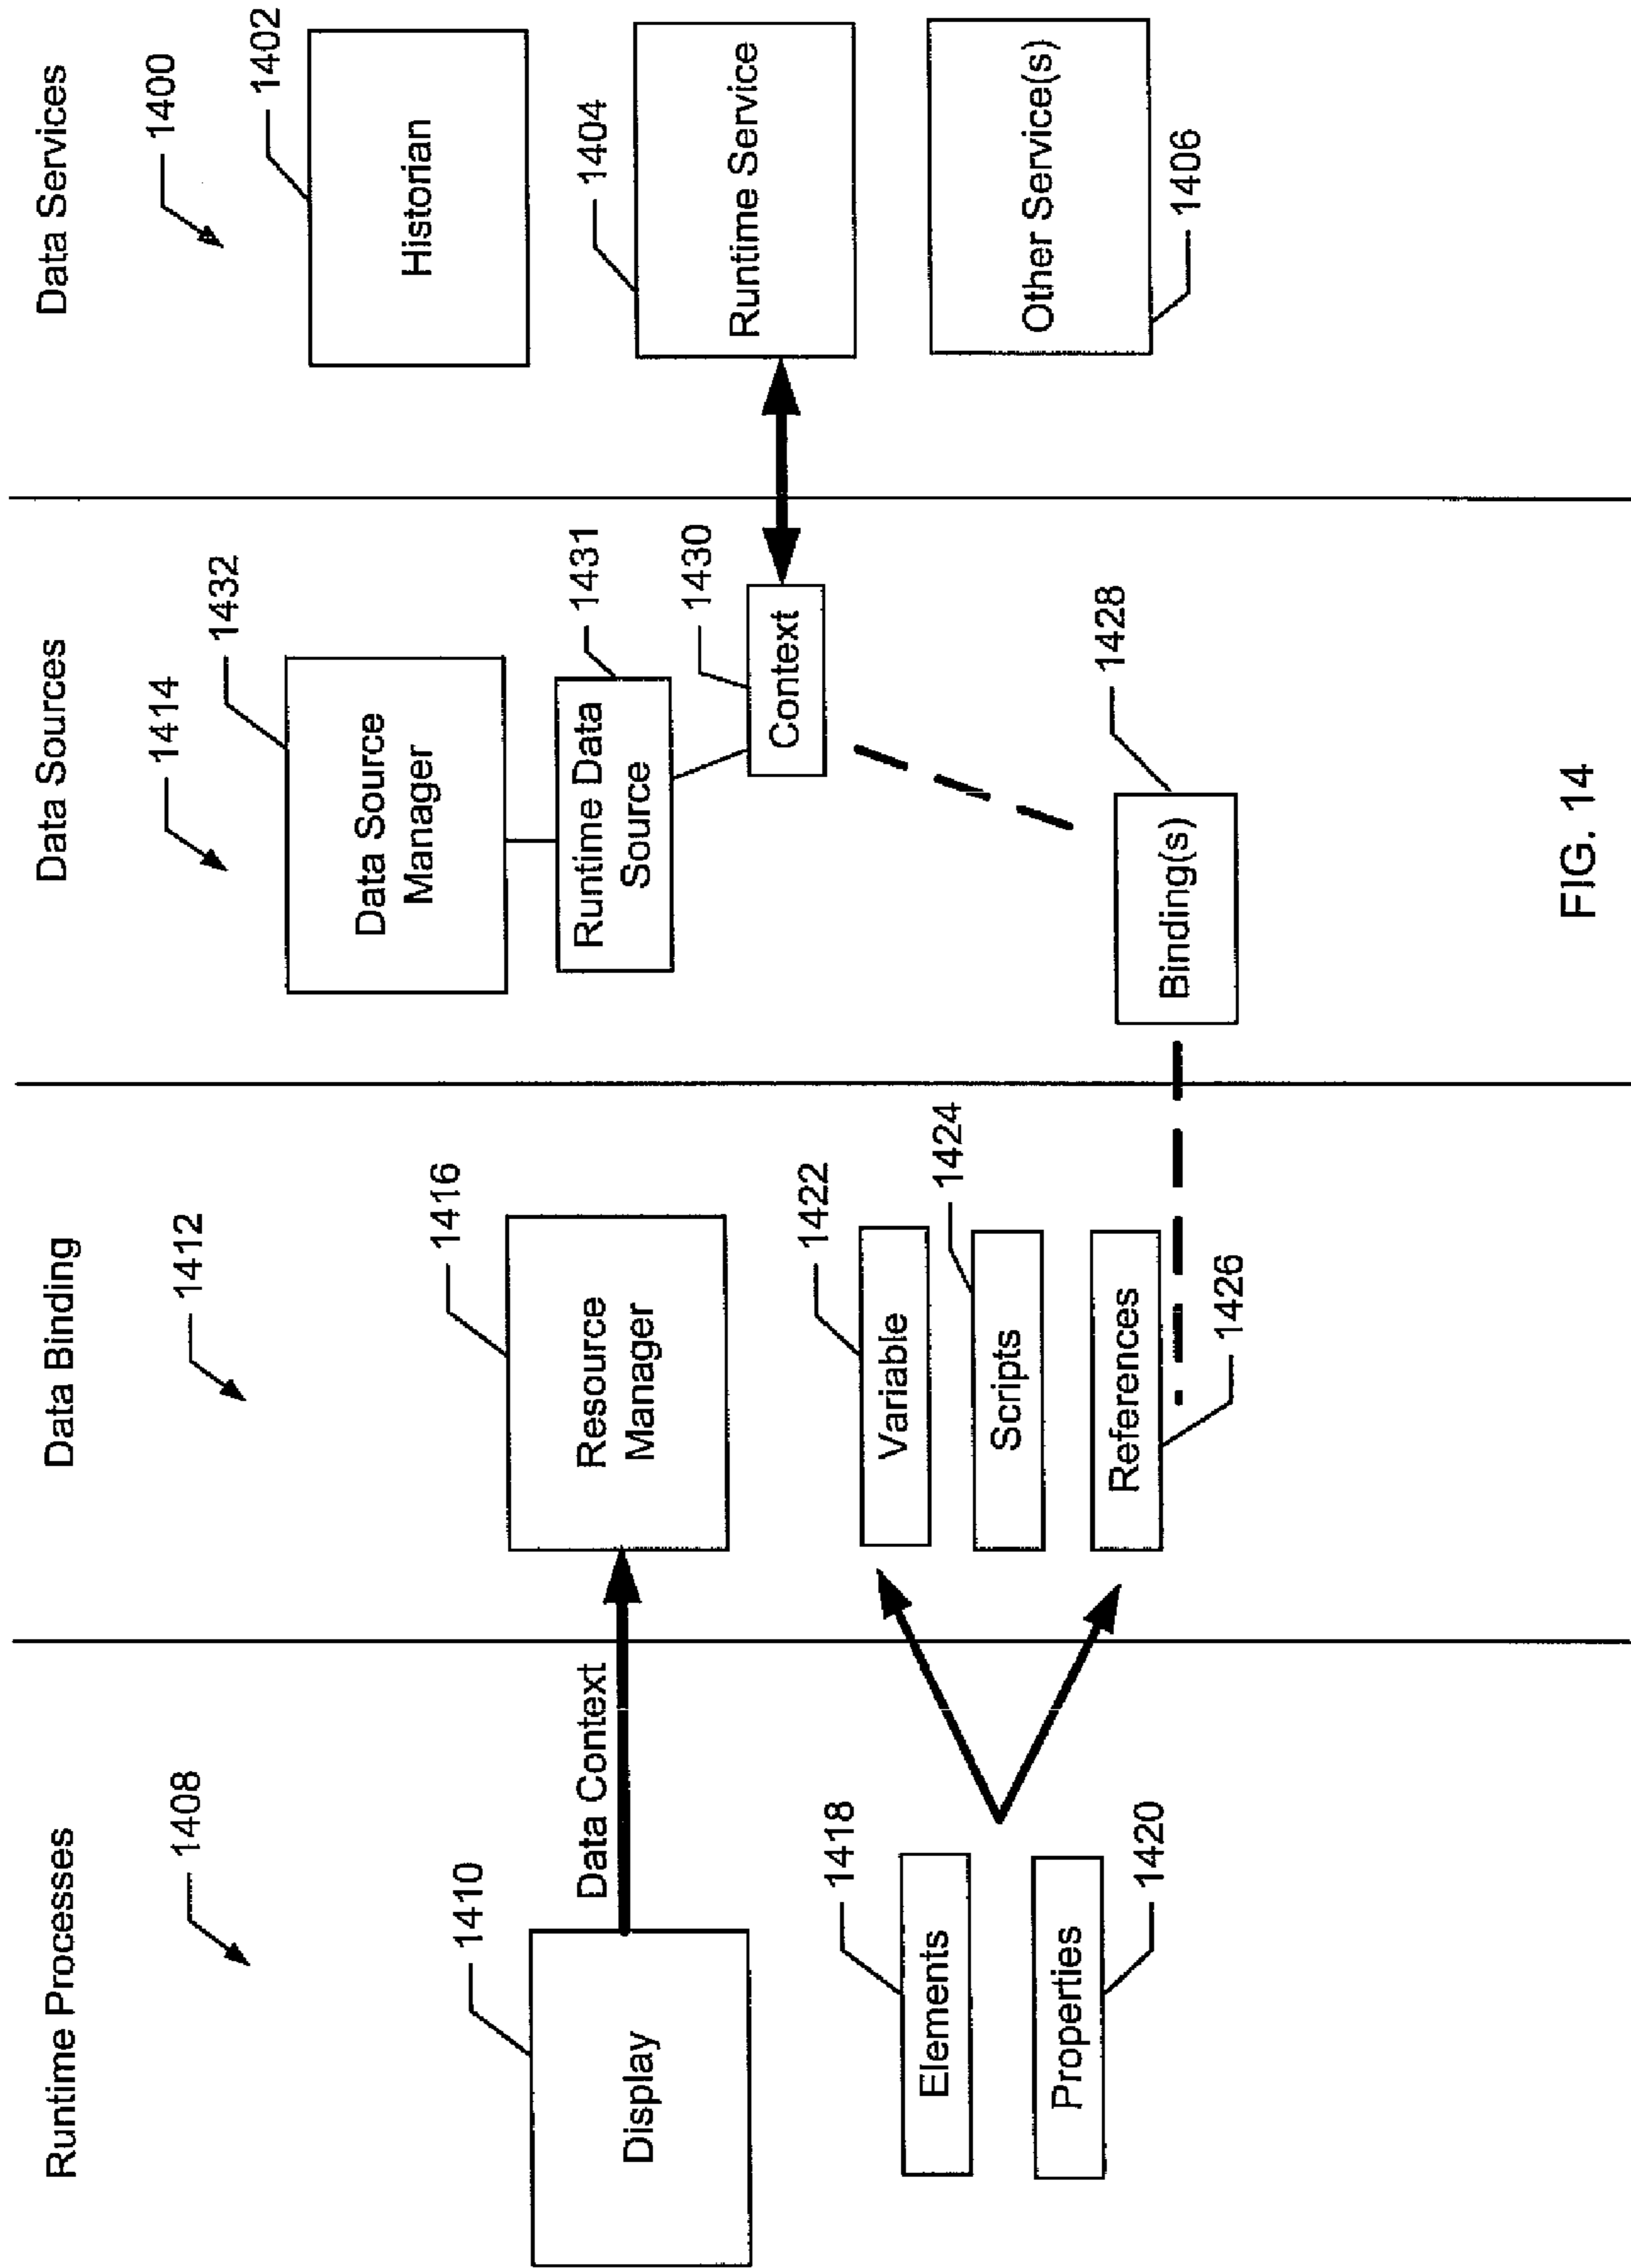 Runtime Processes
1408
1410
Display
Data Context
1418
Elements
Properties
1420
Data Binding
1412
1416
Resource
Manager
1422
Variable
1424
Scripts
References
1426
Data Sources
1414
1432
Data Source
Manager
1431
Runtime Data
Source
1430
Context
1428
Binding(s)
Data Services
1400
1402
Historian
1404
Runtime Service
Other Service(s)
1406
FIG. 14